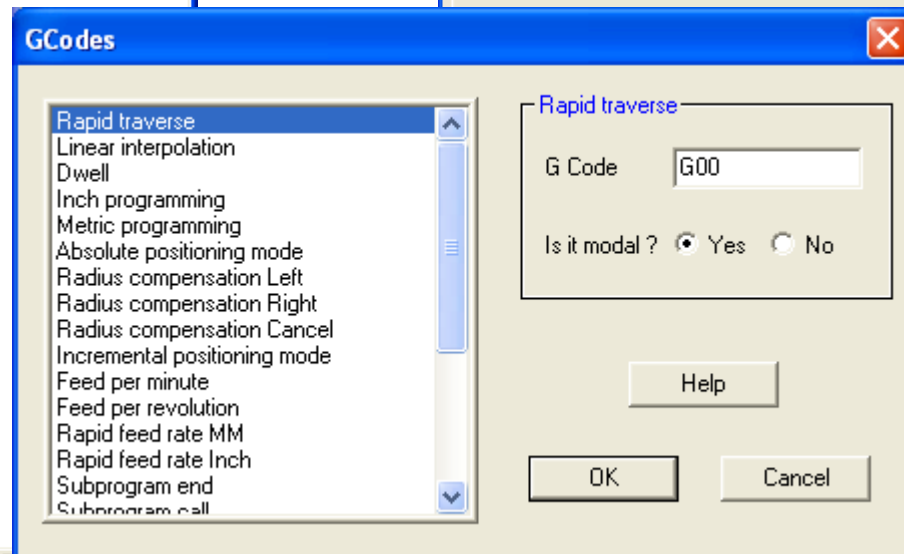 GCodes
Rapid traverse
Linear interpolation
Dwell
Inch programming
Metric programming
Absolute positioning mode
Radius compensation Left
Radius compensation Right
Radius compensation Cancel
Incremental positioning mode
Feed per minute
Feed per revolution
Rapid feed rate MM
Rapid feed rate Inch
Subprogram end
Subprogram call
Rapid traverse
G Code G00
Is it modal ? Yes No
Help
OK Cancel